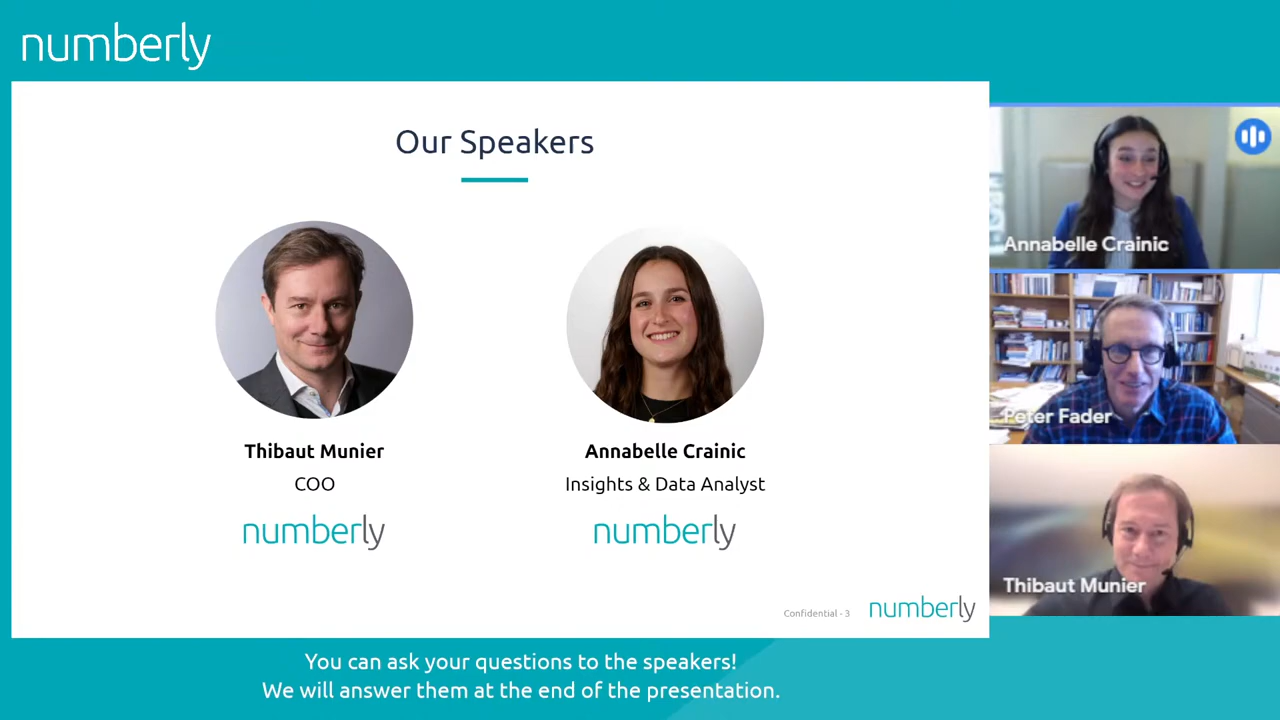 numberly
Our Speakers
Thibaut Munier
COO
numberly
Annabelle Crainic
Insights & Data Analyst
numberly
Confidential - 3
numberly
Annabelle Crainic
Peter Fader
Thibaut Munier
You can ask your questions to the speakers!
We will answer them at the end of the presentation.